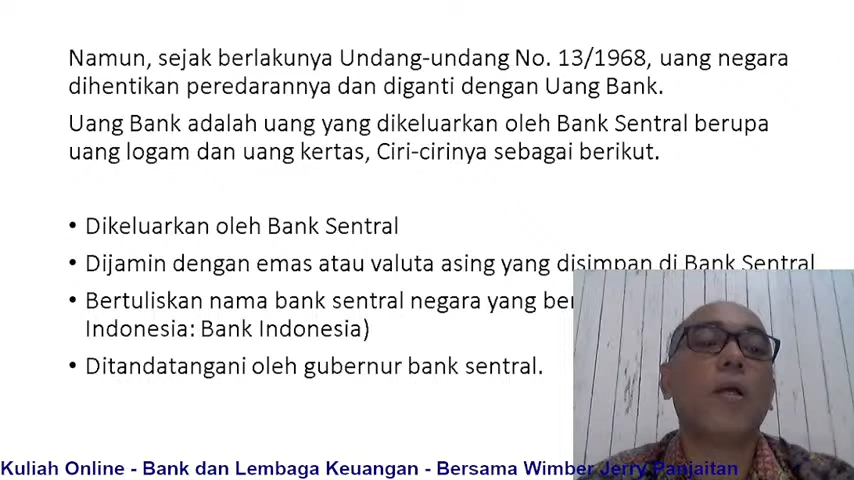 Namun, sejak berlakunya Undang-undang No. 13/1968, uang negara
dihentikan peredarannya dan diganti dengan Uang Bank.
Uang Bank adalah uang yang dikeluarkan oleh Bank Sentral berupa
uang logam dan uang kertas, Ciri-cirinya sebagai berikut.
• Dikeluarkan oleh Bank Sentral
• Dijamin dengan emas atau valuta asing yang disimpan di Bank Sentral
• Bertuliskan nama bank sentral negara yang
Indonesia: Bank Indonesia)
• Ditandatangani oleh gubernur bank sentral.
Kuliah Online - Bank dan Lembaga Keuangan - Bersama Wimber Jerry Panjaitan